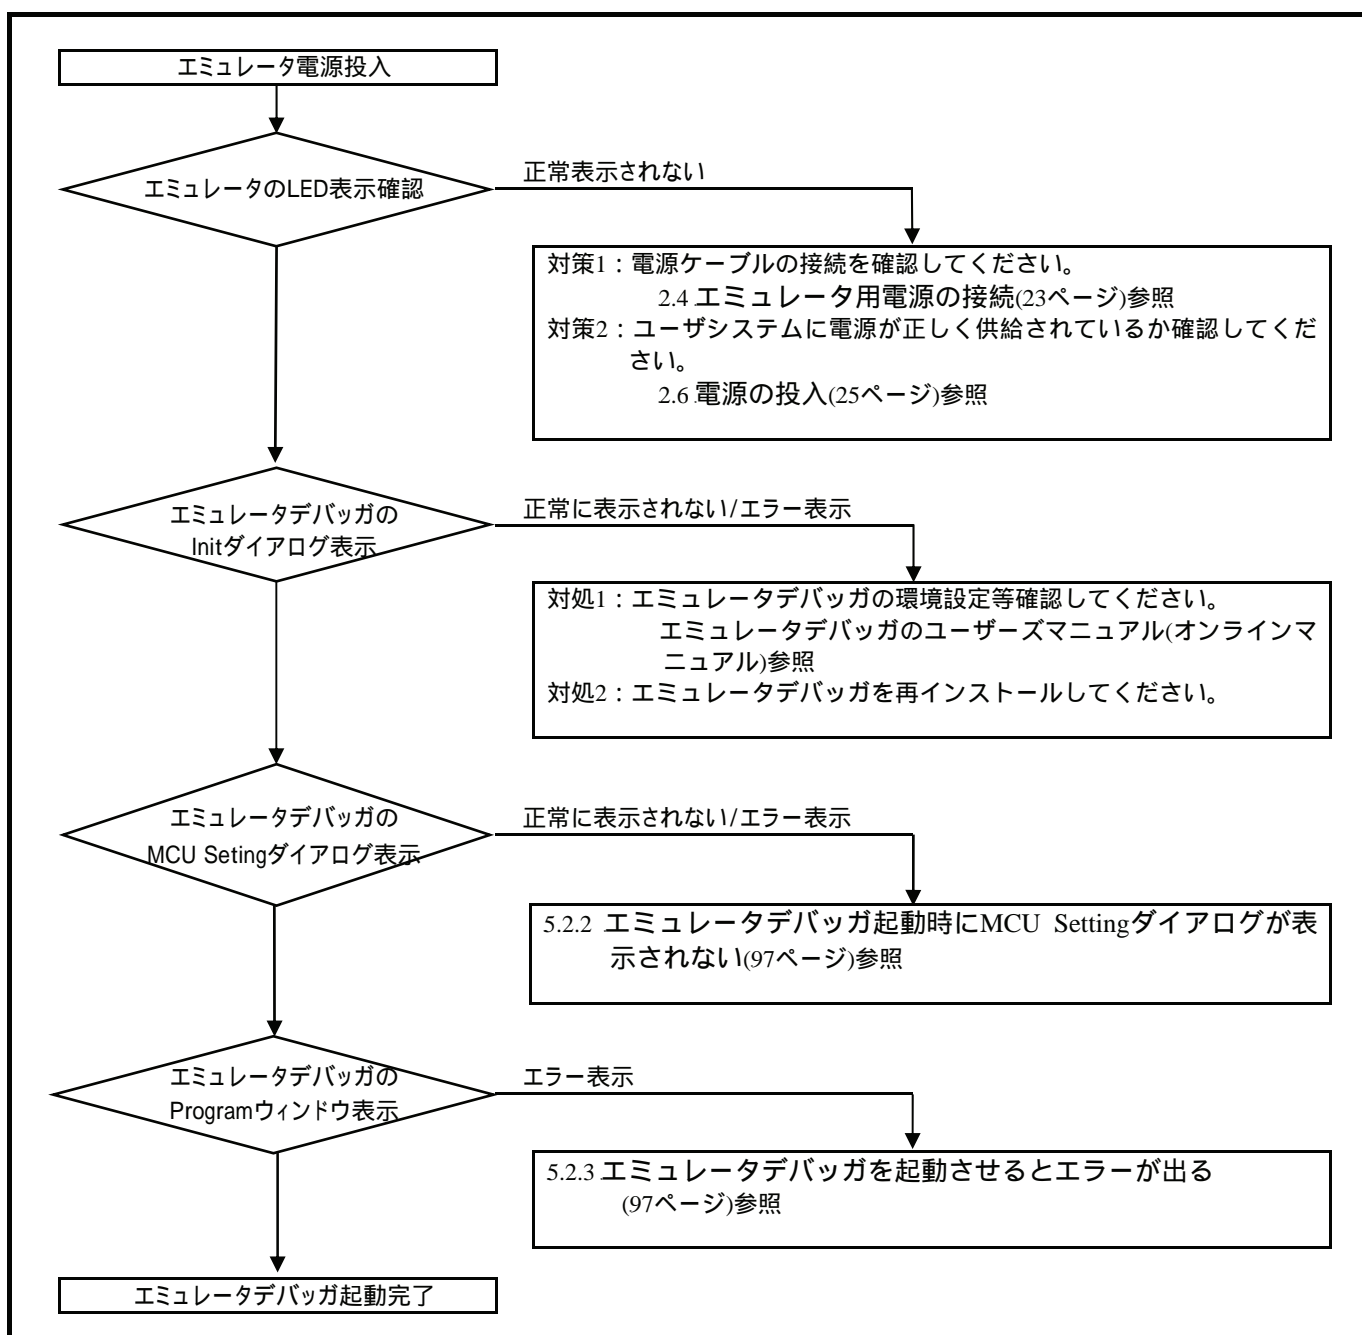 エミュレータ電源投入
エミュレータのLED表示確認
正常表示されない
対策1：電源ケーブルの接続を確認してください。
2.4 エミュレータ用電源の接続(23ページ)参照
対策2：ユーザシステムに電源が正しく供給されているか確認してくだ
さい。
2.6 電源の投入(25ページ)参照
エミュレータデバッガの
Initダイアログ表示
正常に表示されない/エラー表示
対処1：エミュレータデバッガの環境設定等確認してください。
エミュレータデバッガのユーザーズマニュアル(オンラインマ
ニュアル)参照
対処2：エミュレータデバッガを再インストールしてください。
エミュレータデバッガの
MCU Setingダイアログ表示
正常に表示されない/エラー表示
5.2.2 エミュレータデバッガ起動時にMCU Settingダイアログが表
示されない(97ページ)参照
エミュレータデバッガの
Programウィンドウ表示
エラー表示
5.2.3 エミュレータデバッガを起動させるとエラーが出る
(97ページ)参照
エミュレータデバッガ起動完了